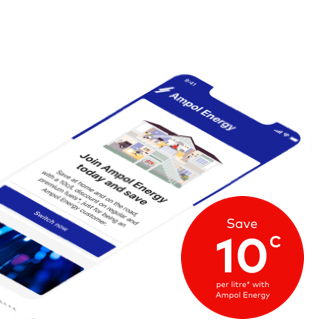 9:41
Ampol Energy
Join Ampol Energy
today and save
Save at home and on the road,
with a 10c/L discount on regular and
premium fuels* just for being an
Ampol Energy customer.
Switch now
Save
10c
per litre* with
Ampol Energy